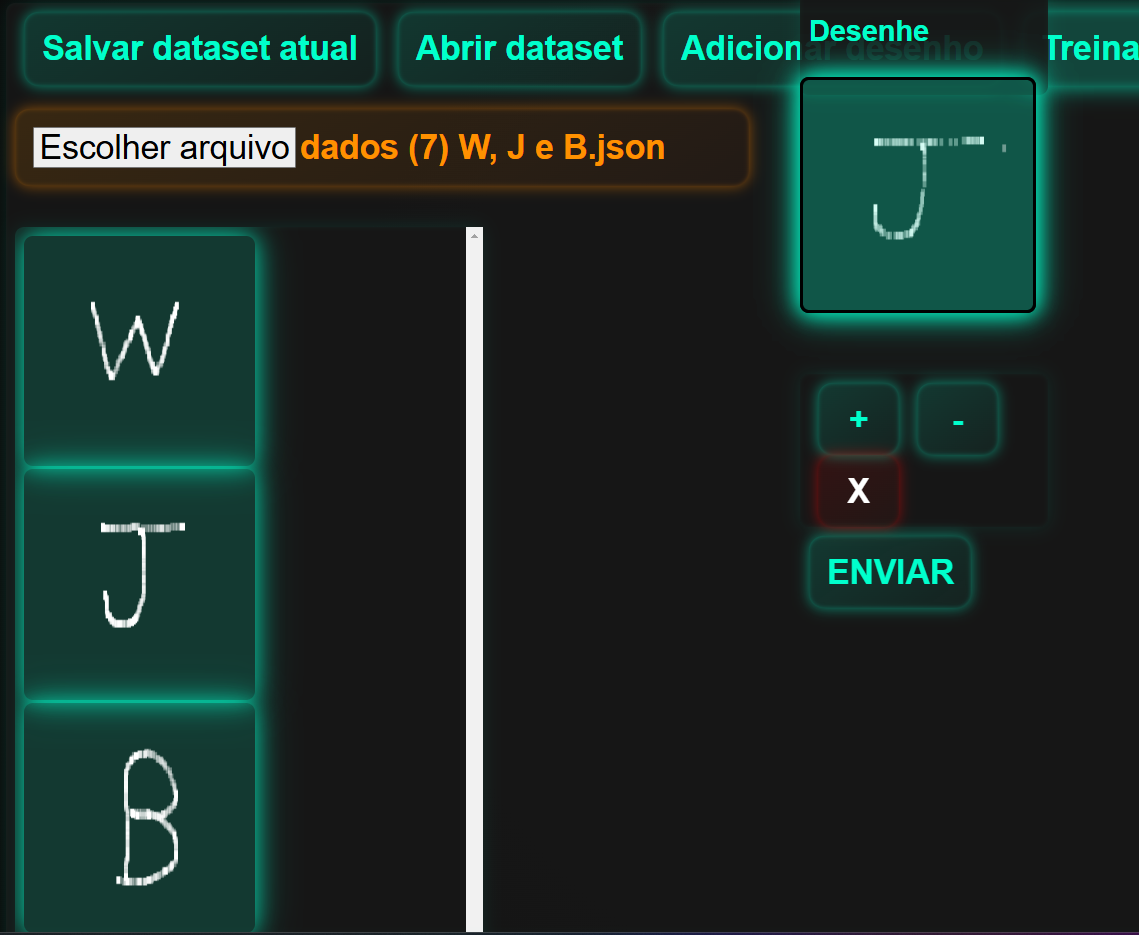 Salvar dataset atual
Abrir dataset
Adicionar desenho
Treina
Desenhe
Escolher arquivo dados (7) W, J e B.json
J
W
J
B
+
-
X
ENVIAR